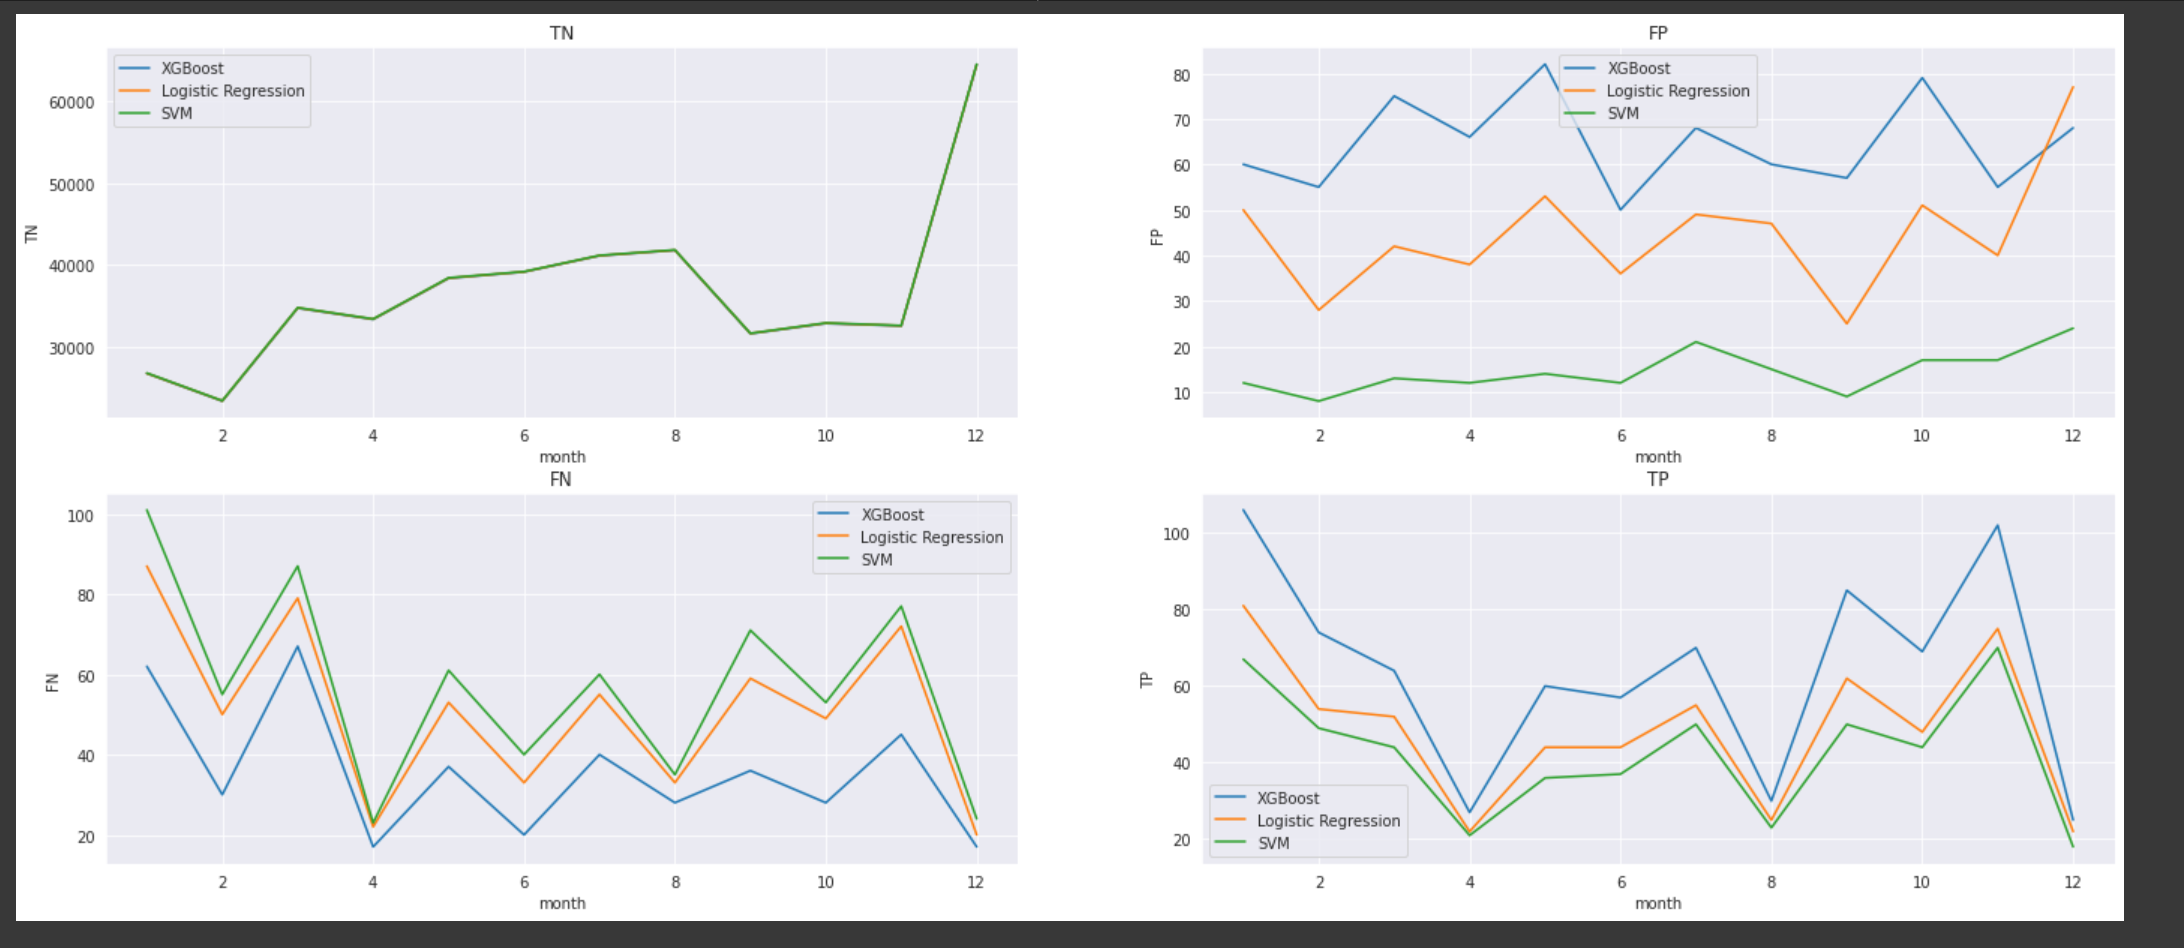 TN
XGBoost
Logistic Regression
SVM
60000
50000
40000
30000
TN
2 4 6 8 10 12
month
FP
XGBoost
Logistic Regression
SVM
80
70
60
50
40
30
20
10
FP
2 4 6 8 10 12
month
FN
XGBoost
Logistic Regression
SVM
100
80
60
40
20
FN
2 4 6 8 10 12
month
TP
100
80
60
40
20
TP
XGBoost
Logistic Regression
SVM
2 4 6 8 10 12
month